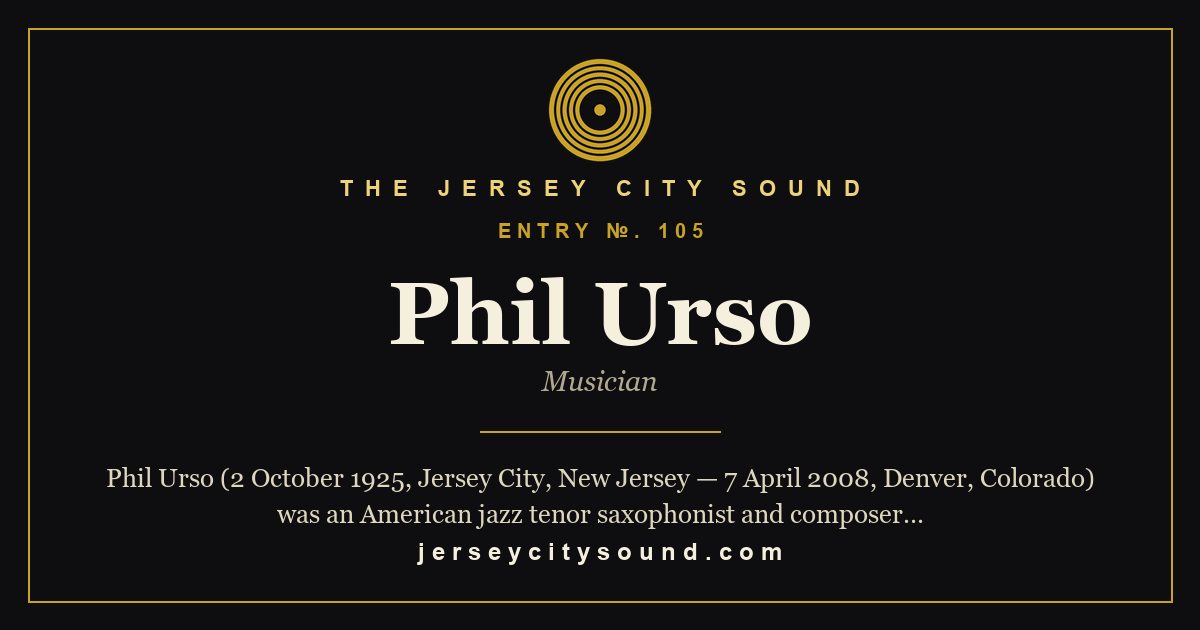 THE JERSEY CITY SOUND
ENTRY №. 105
Phil Urso
Musician
Phil Urso (2 October 1925, Jersey City, New Jersey — 7 April 2008, Denver, Colorado)
was an American jazz tenor saxophonist and composer...
jerseycitysound.com